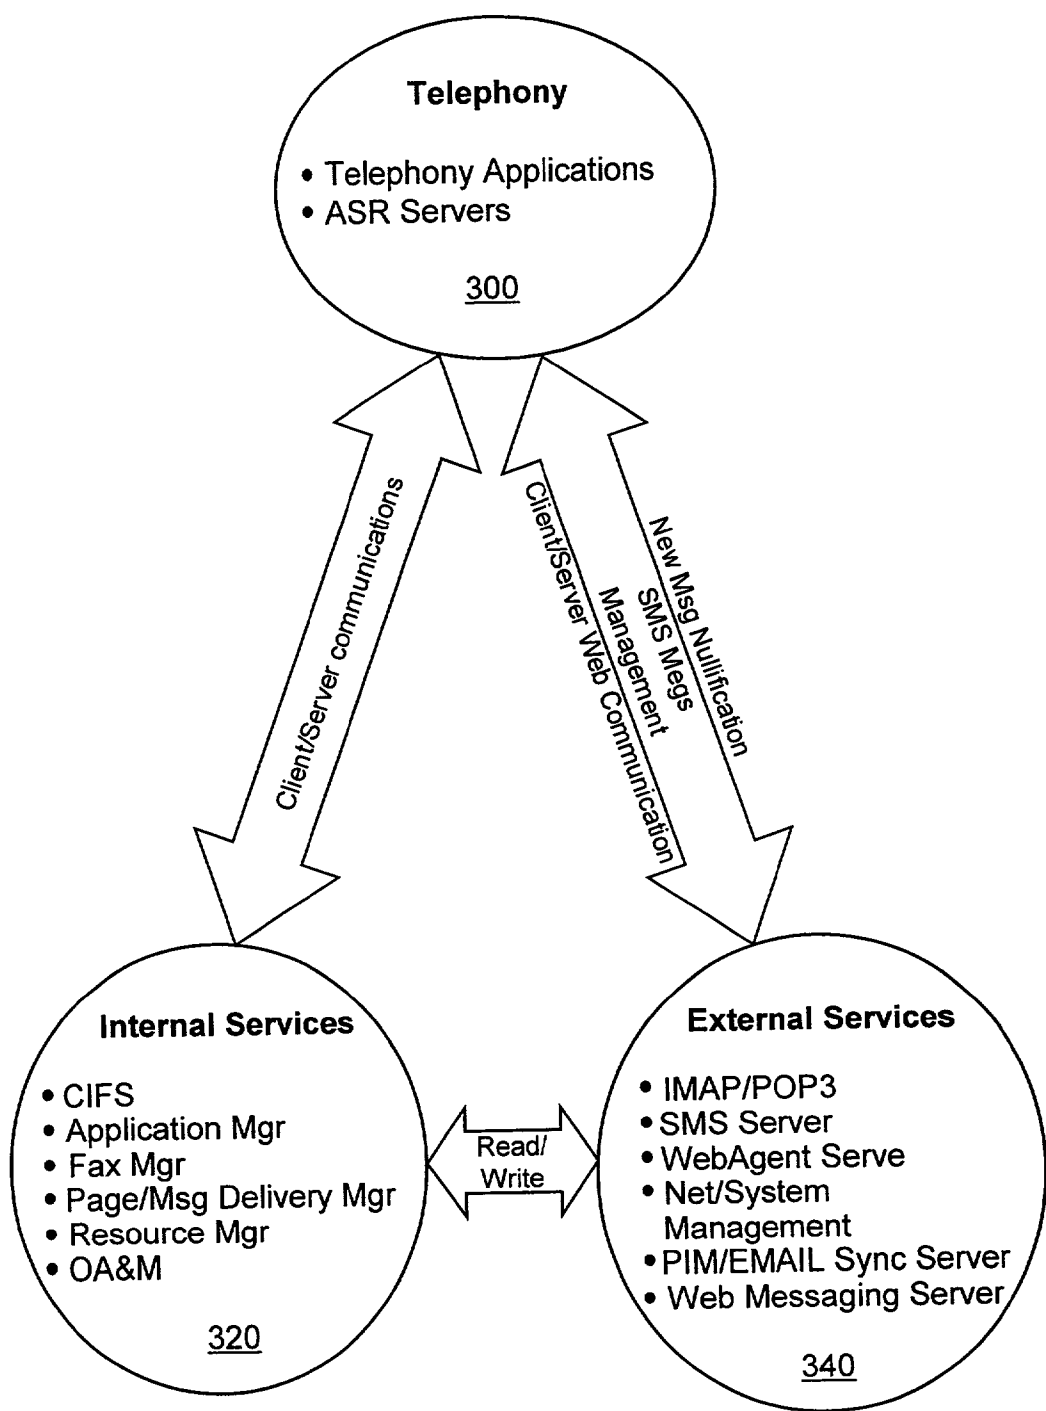 Telephony
• Telephony Applications
• ASR Servers
300
Client/Server communications
New Msg Nullification
SMS Megs
Management
Client/Server Web Communication
Internal Services
• CIFS
• Application Mgr
• Fax Mgr
• Page/Msg Delivery Mgr
• Resource Mgr
• OA&M
320
Read/
Write
External Services
• IMAP/POP3
• SMS Server
• WebAgent Serve
• Net/System
Management
• PIM/EMAIL Sync Server
• Web Messaging Server
340